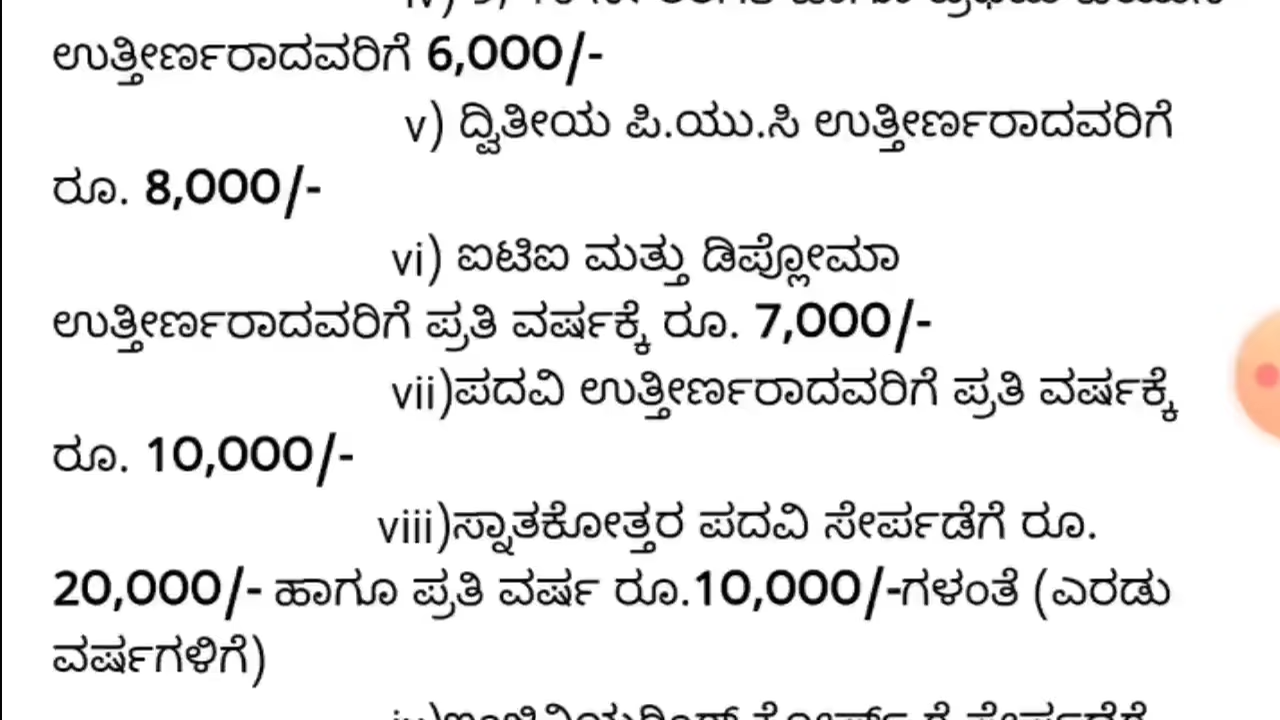 ಉತ್ತೀರ್ಣರಾದವರಿಗೆ 6,000/-
v) ದ್ವಿತೀಯ ಪಿ.ಯು.ಸಿ ಉತ್ತೀರ್ಣರಾದವರಿಗೆ
ರೂ. 8,000/-
vi) ಐಟಿಐ ಮತ್ತು ಡಿಪ್ಲೋಮಾ
ಉತ್ತೀರ್ಣರಾದವರಿಗೆ ಪ್ರತಿ ವರ್ಷಕ್ಕೆ ರೂ. 7,000/-
vii)ಪದವಿ ಉತ್ತೀರ್ಣರಾದವರಿಗೆ ಪ್ರತಿ ವರ್ಷಕ್ಕೆ
ರೂ. 10,000/-
viii)ಸ್ನಾತಕೋತ್ತರ ಪದವಿ ಸೇರ್ಪಡೆಗೆ ರೂ.
20,000/- ಹಾಗೂ ಪ್ರತಿ ವರ್ಷ ರೂ.10,000/-ಗಳಂತೆ (ಎರಡು
ವರ್ಷಗಳಿಗೆ)